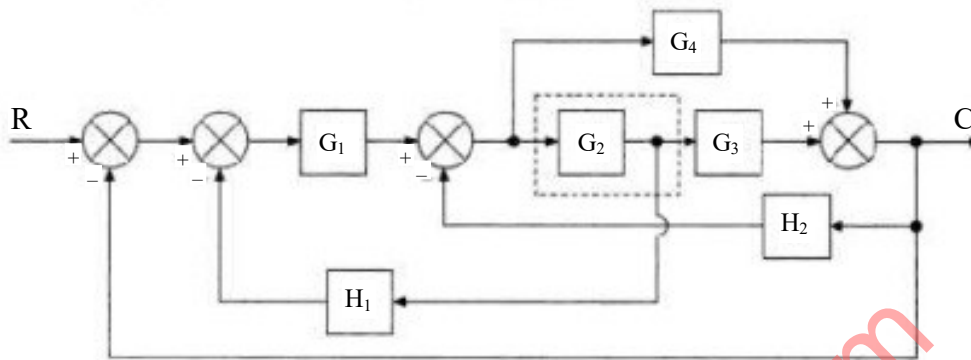 G₄
R C
+ − + − G₁ + − G₂ G₃ + +
H₂
H₁
m